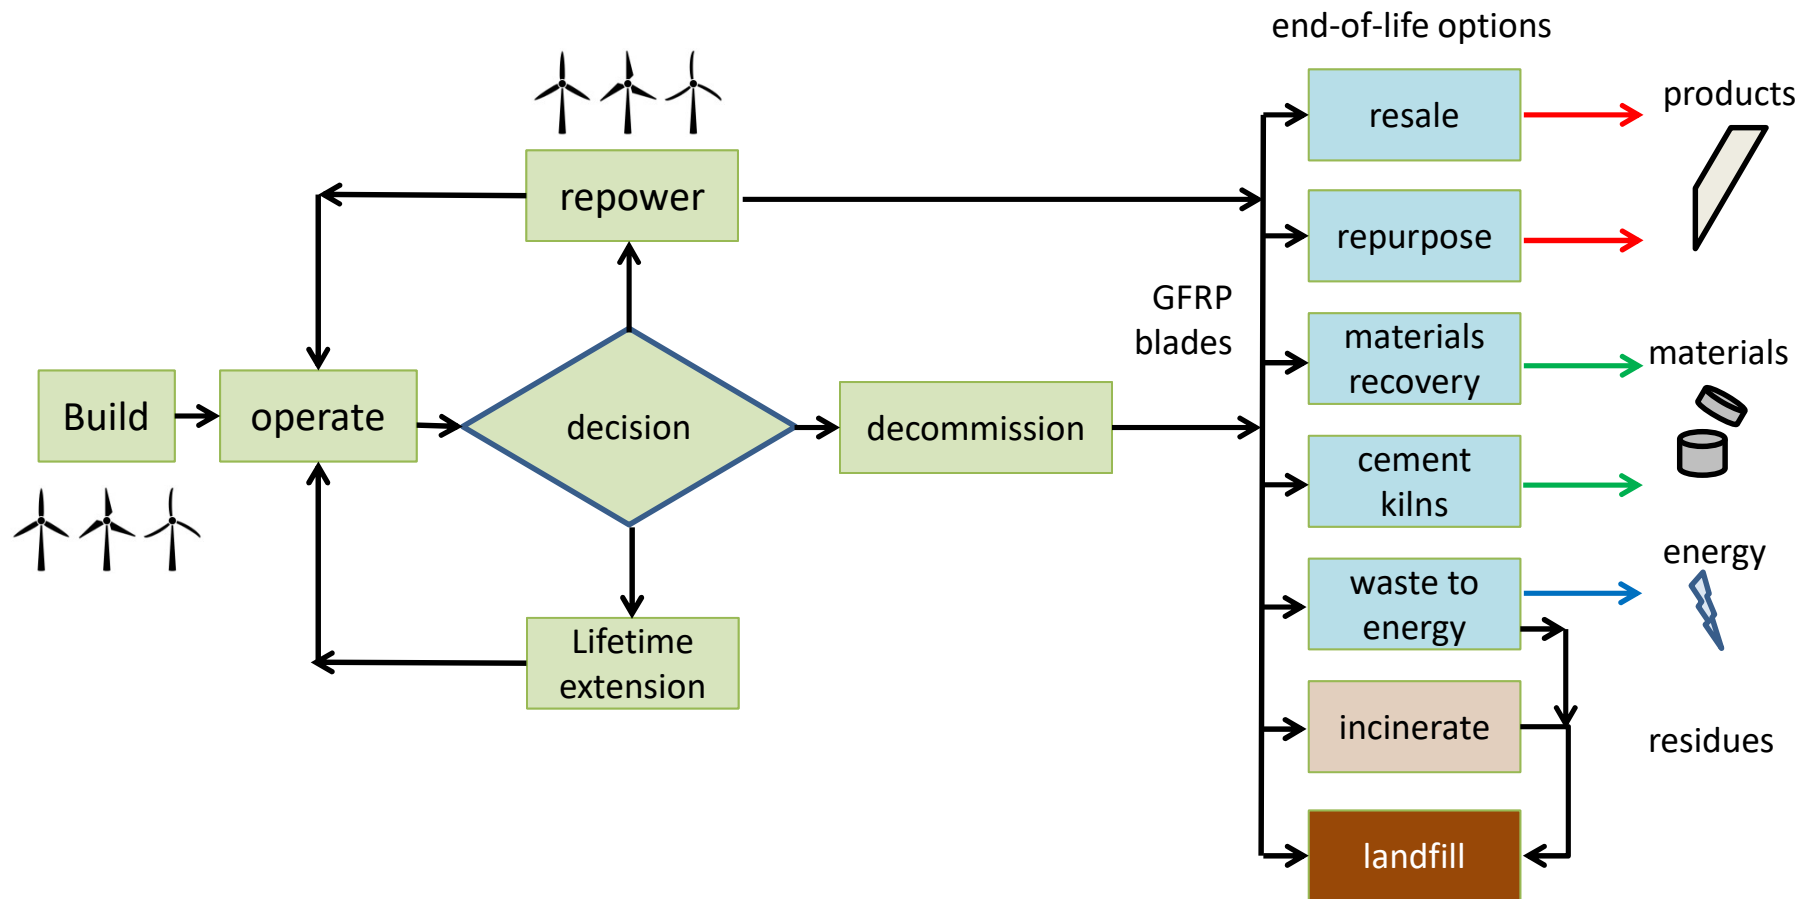 end-of-life options
resale
products
repower
repurpose
GFRP
blades
materials
recovery
materials
Build
operate
decision
decommission
cement
kilns
energy
waste to
energy
Lifetime
extension
incinerate
residues
landfill